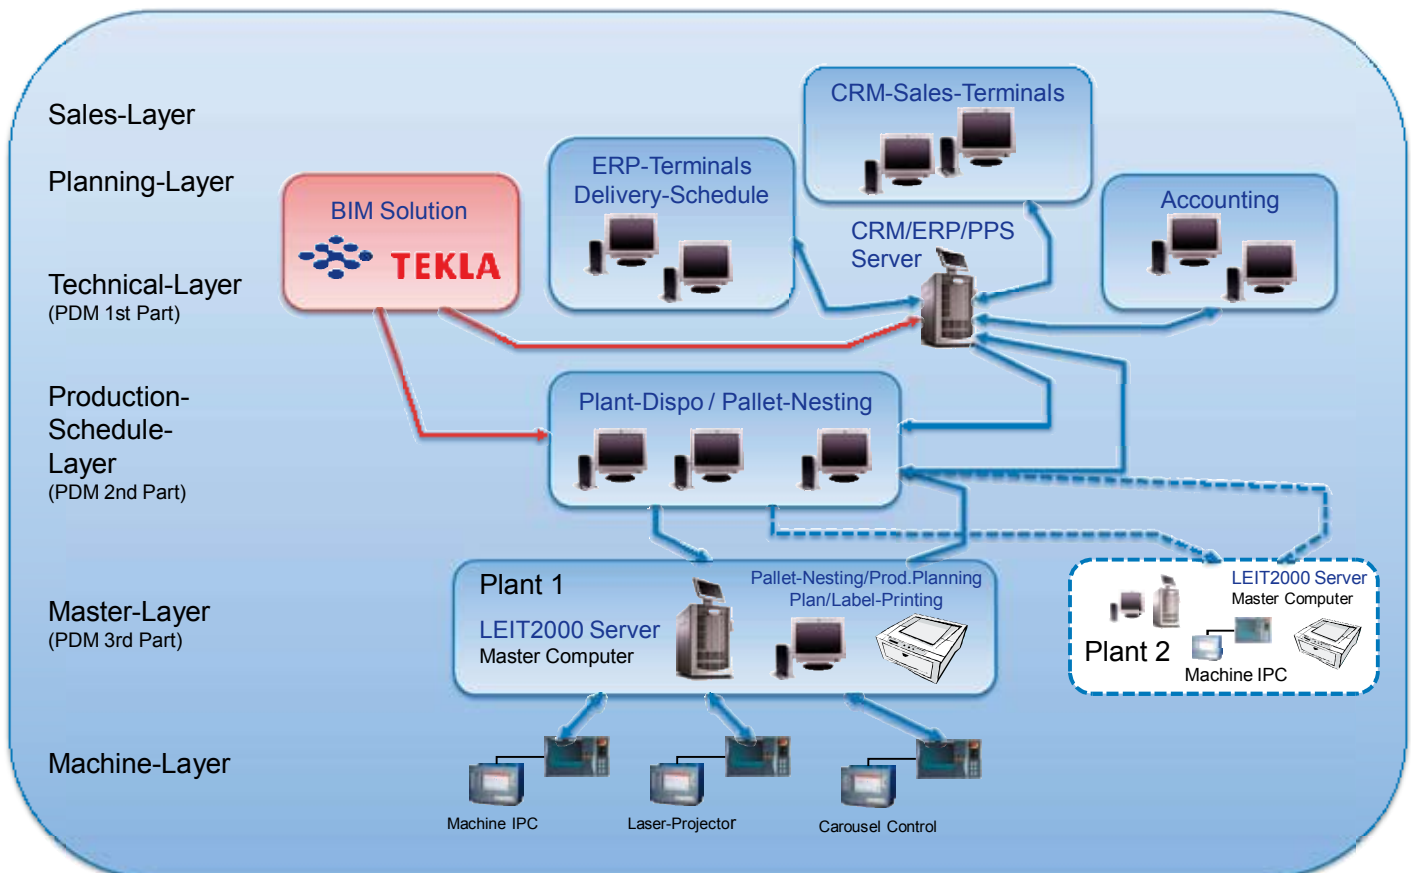 Sales-Layer
Planning-Layer
Technical-Layer
(PDM 1st Part)
Production-
Schedule-
Layer
(PDM 2nd Part)
Master-Layer
(PDM 3rd Part)
Machine-Layer
BIM Solution
TEKLA
ERP-Terminals
Delivery-Schedule
CRM-Sales-Terminals
CRM/ERP/PPS
Server
Accounting
Plant-Dispo / Pallet-Nesting
Plant 1
LEIT2000 Server
Master Computer
Pallet-Nesting/Prod.Planning
Plan/Label-Printing
LEIT2000 Server
Master Computer
Plant 2
Machine IPC
Machine IPC
Laser-Projector
Carousel Control